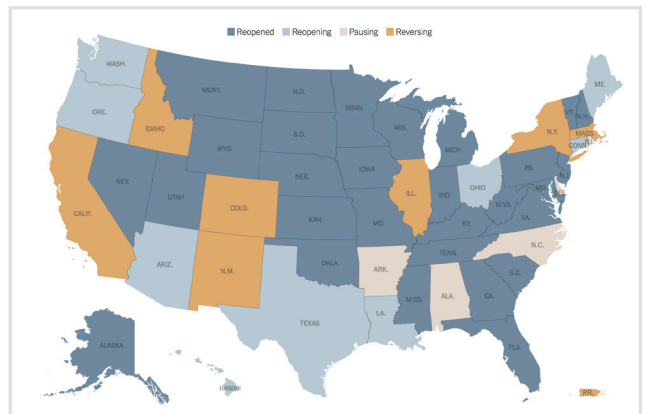 Reopened Reopening Pausing Reversing
WASH.
ME.
MONT.
N.D.
MINN.
VT.
N.H.
ORE.
IDAHO
S.D.
WIS.
MICH.
N.Y.
MASS.
WYO.
CONN.
R.I.
IOWA
NEB.
PA.
N.J.
NEV.
OHIO
ILL.
IND.
MD.
UTAH
COLO.
W.VA.
VA.
CALIF.
KAN.
MO.
KY.
N.C.
TENN.
OKLA.
ARIZ.
N.M.
ARK.
S.C.
MISS.
ALA.
GA.
TEXAS
LA.
ALASKA
FLA.
HAWAII
PR.